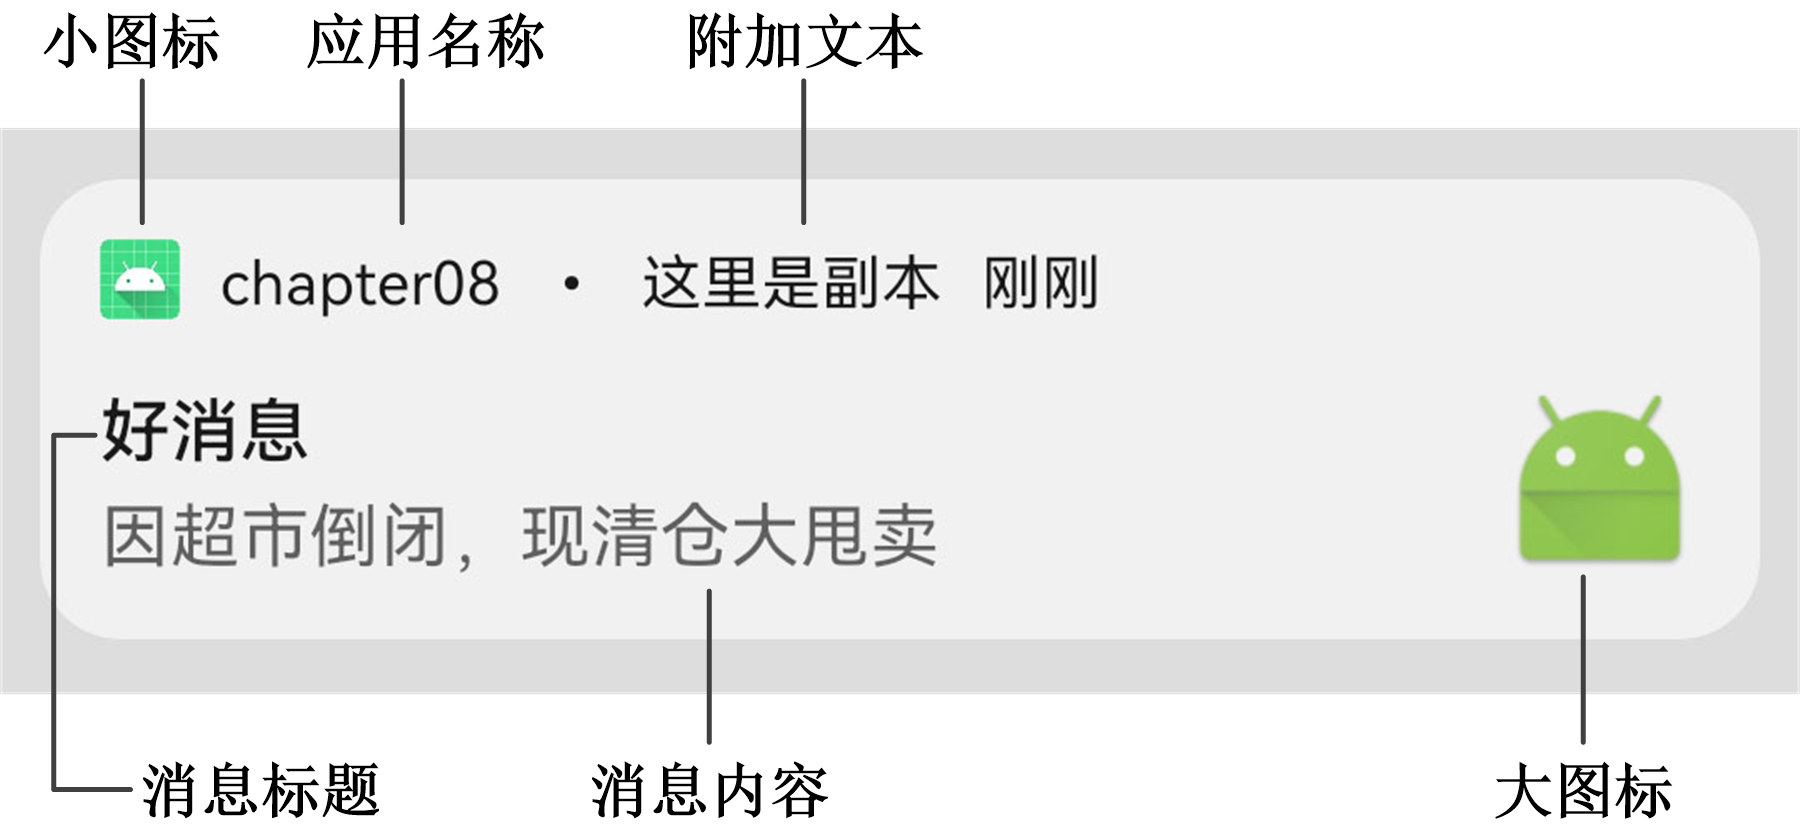 小图标 应用名称 附加文本
chapter08 • 这里是副本 刚刚
好消息
因超市倒闭，现清仓大甩卖
消息标题 消息内容 大图标